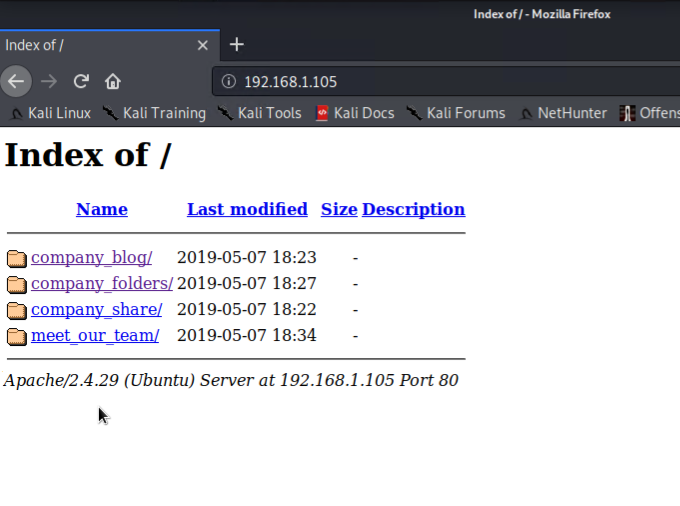 Index of / - Mozilla Firefox
Index of /
192.168.1.105
Kali Linux Kali Training Kali Tools Kali Docs Kali Forums NetHunter Offens
Index of /
Name Last modified Size Description
company_blog/ 2019-05-07 18:23 -
company_folders/ 2019-05-07 18:27 -
company_share/ 2019-05-07 18:22 -
meet_our_team/ 2019-05-07 18:34 -
Apache/2.4.29 (Ubuntu) Server at 192.168.1.105 Port 80